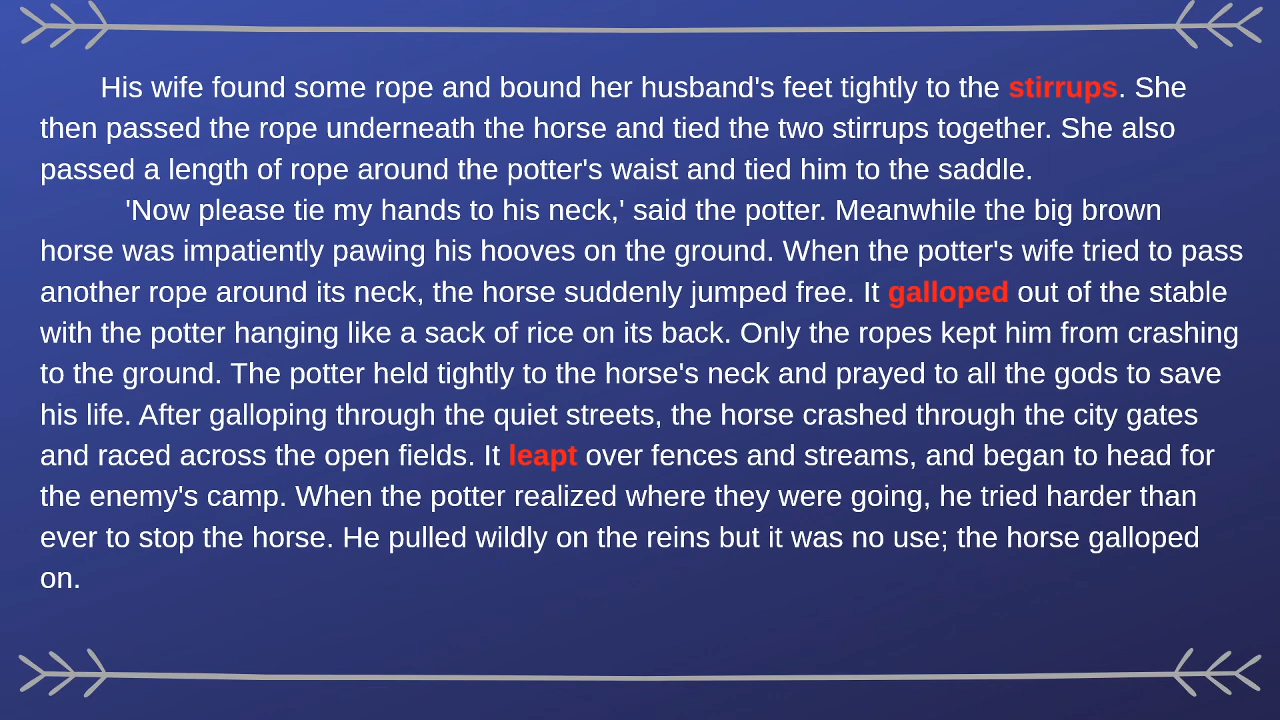 His wife found some rope and bound her husband's feet tightly to the stirrups. She
then passed the rope underneath the horse and tied the two stirrups together. She also
passed a length of rope around the potter's waist and tied him to the saddle.
'Now please tie my hands to his neck,' said the potter. Meanwhile the big brown
horse was impatiently pawing his hooves on the ground. When the potter's wife tried to pass
another rope around its neck, the horse suddenly jumped free. It galloped out of the stable
with the potter hanging like a sack of rice on its back. Only the ropes kept him from crashing
to the ground. The potter held tightly to the horse's neck and prayed to all the gods to save
his life. After galloping through the quiet streets, the horse crashed through the city gates
and raced across the open fields. It leapt over fences and streams, and began to head for
the enemy's camp. When the potter realized where they were going, he tried harder than
ever to stop the horse. He pulled wildly on the reins but it was no use; the horse galloped
on.